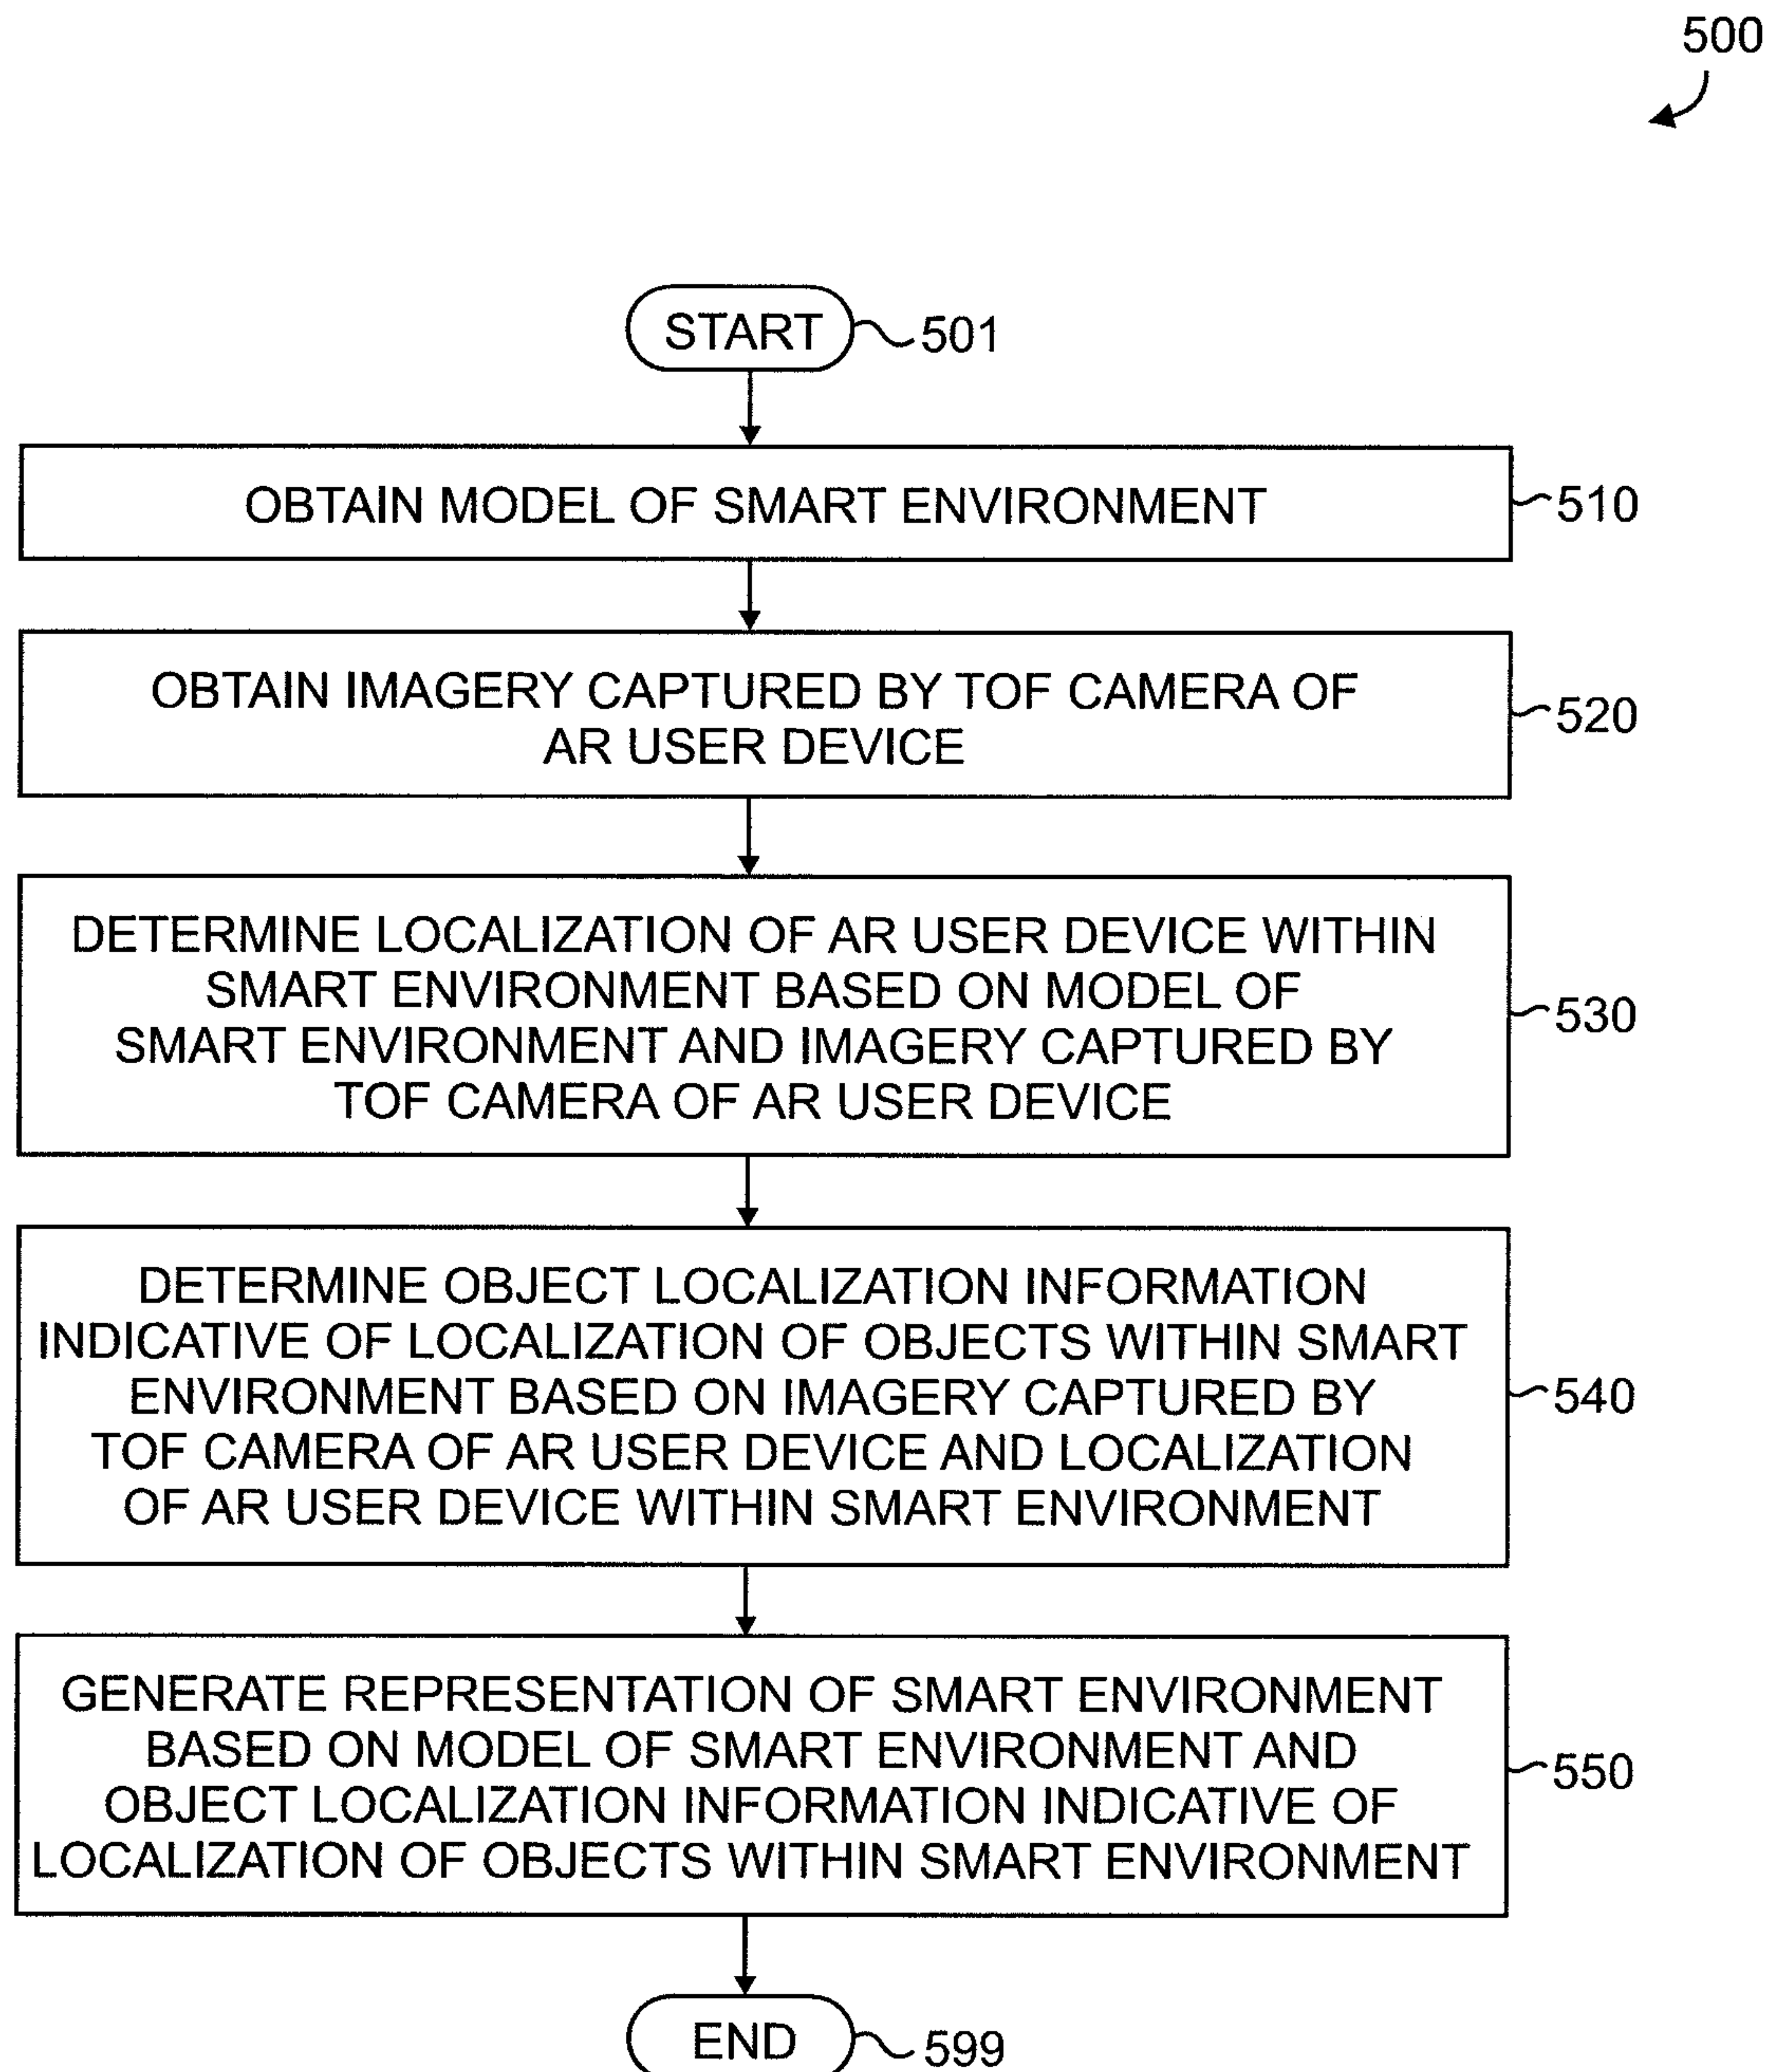 500
START
501
OBTAIN MODEL OF SMART ENVIRONMENT
510
OBTAIN IMAGERY CAPTURED BY TOF CAMERA OF
AR USER DEVICE
520
DETERMINE LOCALIZATION OF AR USER DEVICE WITHIN
SMART ENVIRONMENT BASED ON MODEL OF
SMART ENVIRONMENT AND IMAGERY CAPTURED BY
TOF CAMERA OF AR USER DEVICE
530
DETERMINE OBJECT LOCALIZATION INFORMATION
INDICATIVE OF LOCALIZATION OF OBJECTS WITHIN SMART
ENVIRONMENT BASED ON IMAGERY CAPTURED BY
TOF CAMERA OF AR USER DEVICE AND LOCALIZATION
OF AR USER DEVICE WITHIN SMART ENVIRONMENT
540
GENERATE REPRESENTATION OF SMART ENVIRONMENT
BASED ON MODEL OF SMART ENVIRONMENT AND
OBJECT LOCALIZATION INFORMATION INDICATIVE OF
LOCALIZATION OF OBJECTS WITHIN SMART ENVIRONMENT
550
END
599